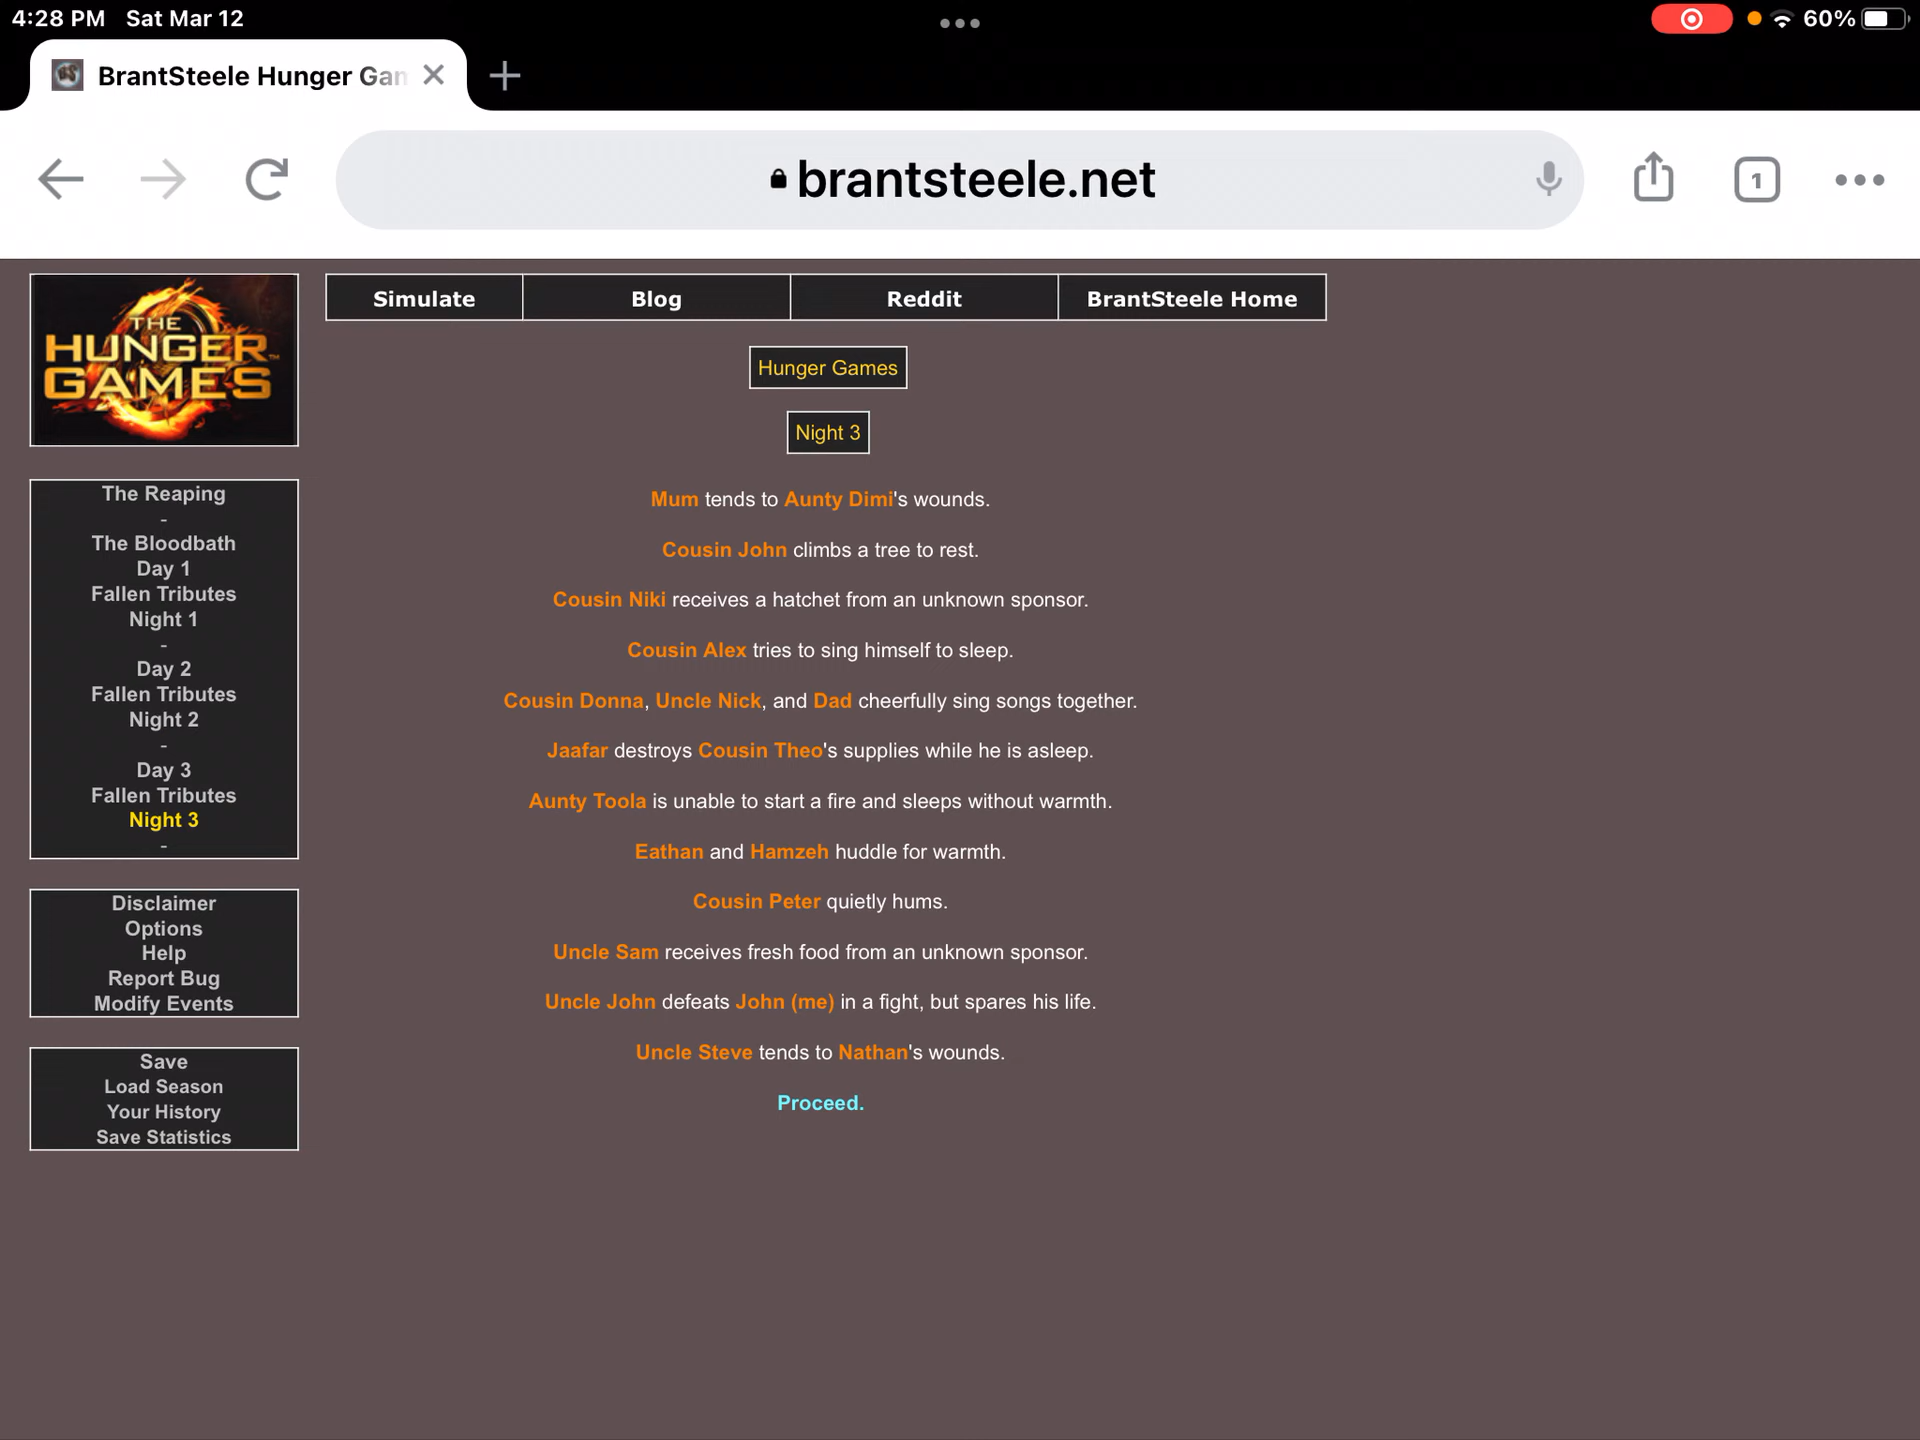 4:28 PM Sat Mar 12
60%
BrantSteele Hunger Gan
brantsteele.net
1
THE
HUNGER
GAMES
Simulate
Blog
Reddit
BrantSteele Home
Hunger Games
Night 3
The Reaping
-
The Bloodbath
Day 1
Fallen Tributes
Night 1
-
Day 2
Fallen Tributes
Night 2
-
Day 3
Fallen Tributes
Night 3
-
Disclaimer
Options
Help
Report Bug
Modify Events
Save
Load Season
Your History
Save Statistics
Mum tends to Aunty Dimi's wounds.
Cousin John climbs a tree to rest.
Cousin Niki receives a hatchet from an unknown sponsor.
Cousin Alex tries to sing himself to sleep.
Cousin Donna, Uncle Nick, and Dad cheerfully sing songs together.
Jaafar destroys Cousin Theo's supplies while he is asleep.
Aunty Toola is unable to start a fire and sleeps without warmth.
Eathan and Hamzeh huddle for warmth.
Cousin Peter quietly hums.
Uncle Sam receives fresh food from an unknown sponsor.
Uncle John defeats John (me) in a fight, but spares his life.
Uncle Steve tends to Nathan's wounds.
Proceed.